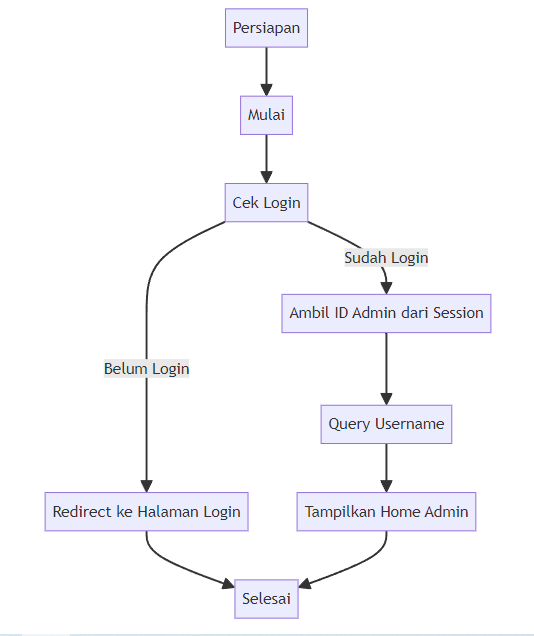 Persiapan
Mulai
Cek Login
Sudah Login
Ambil ID Admin dari Session
Belum Login
Query Username
Redirect ke Halaman Login
Tampilkan Home Admin
Selesai